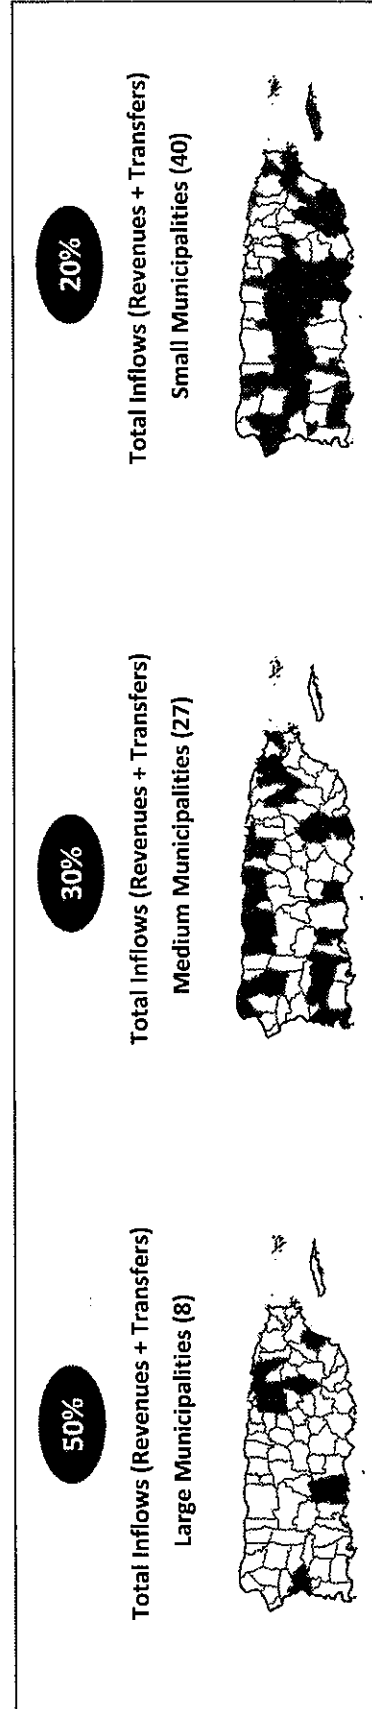 50%
Total Inflows (Revenues + Transfers)
Large Municipalities (8)
30%
Total Inflows (Revenues + Transfers)
Medium Municipalities (27)
20%
Total Inflows (Revenues + Transfers)
Small Municipalities (40)